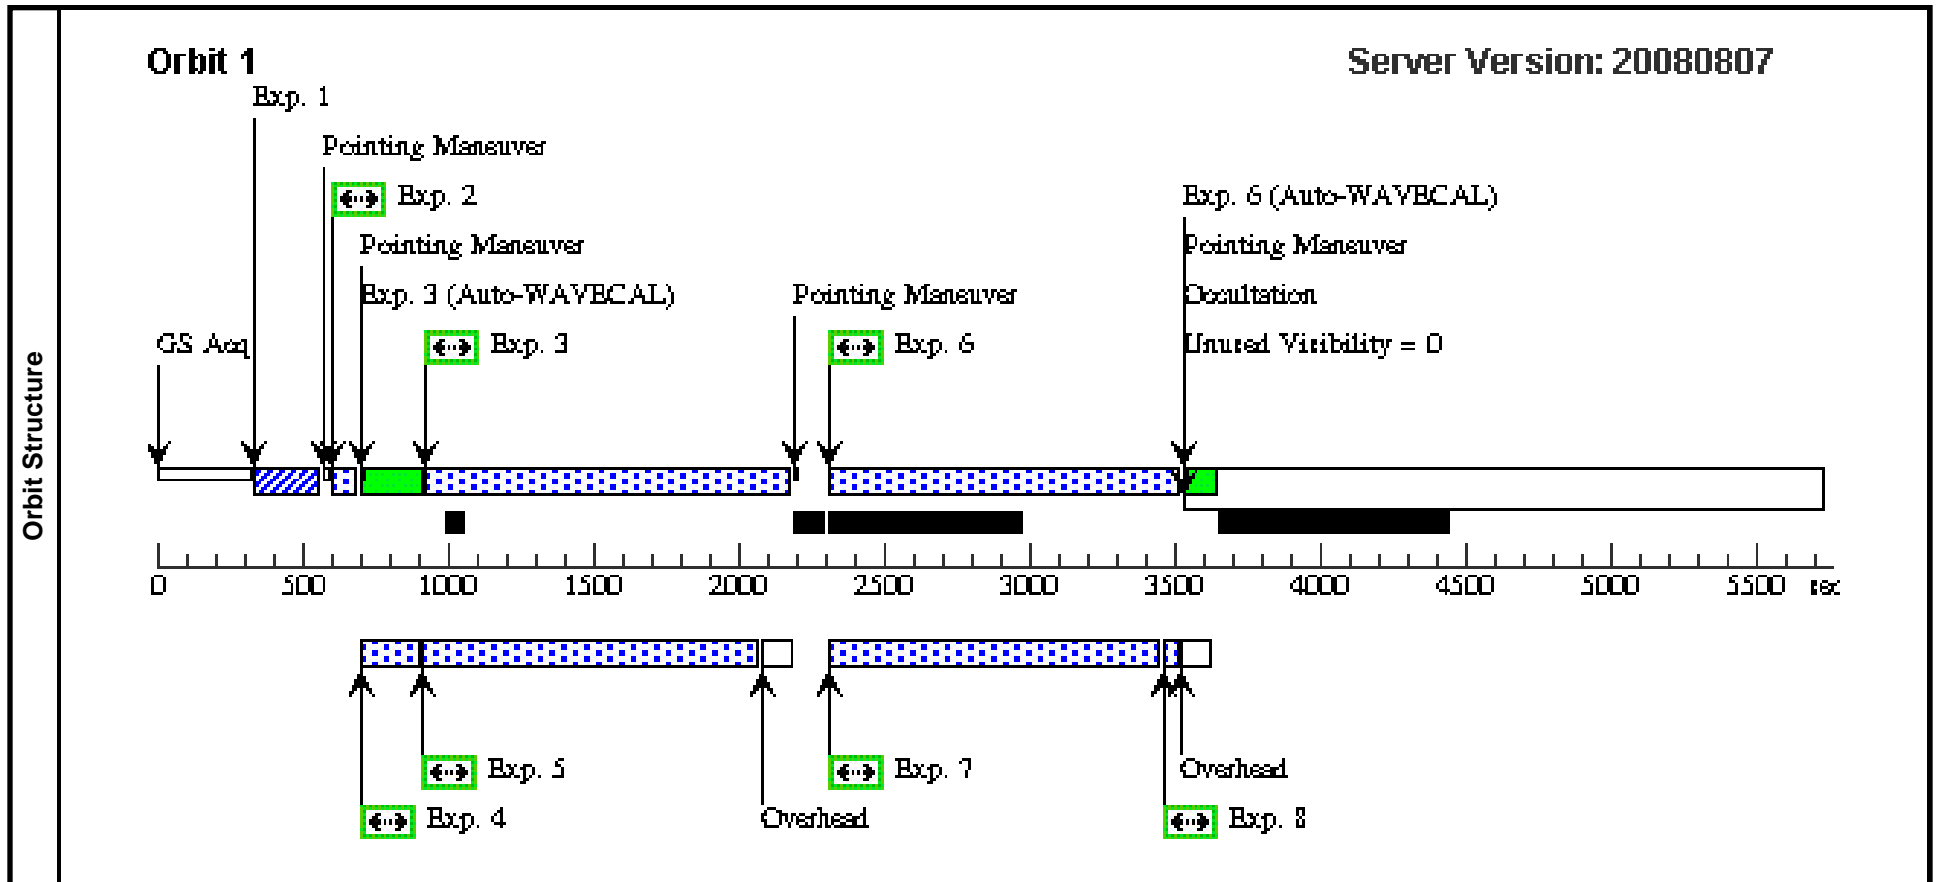 Orbit 1
Server Version: 20080807
Exp. 1
Pointing Maneuver
Exp. 2
Exp. 6 (Auto-WAVECAL)
Pointing Maneuver
Pointing Maneuver
Exp. 3 (Auto-WAVECAL)
Pointing Maneuver
Occultation
GS Acq
Exp. 3
Exp. 6
Unused Visibility = 0
Orbit Structure
0 500 1000 1500 2000 2500 3000 3500 4000 4500 5000 5500 sec
Exp. 5
Exp. 7
Overhead
Exp. 4
Overhead
Exp. 8